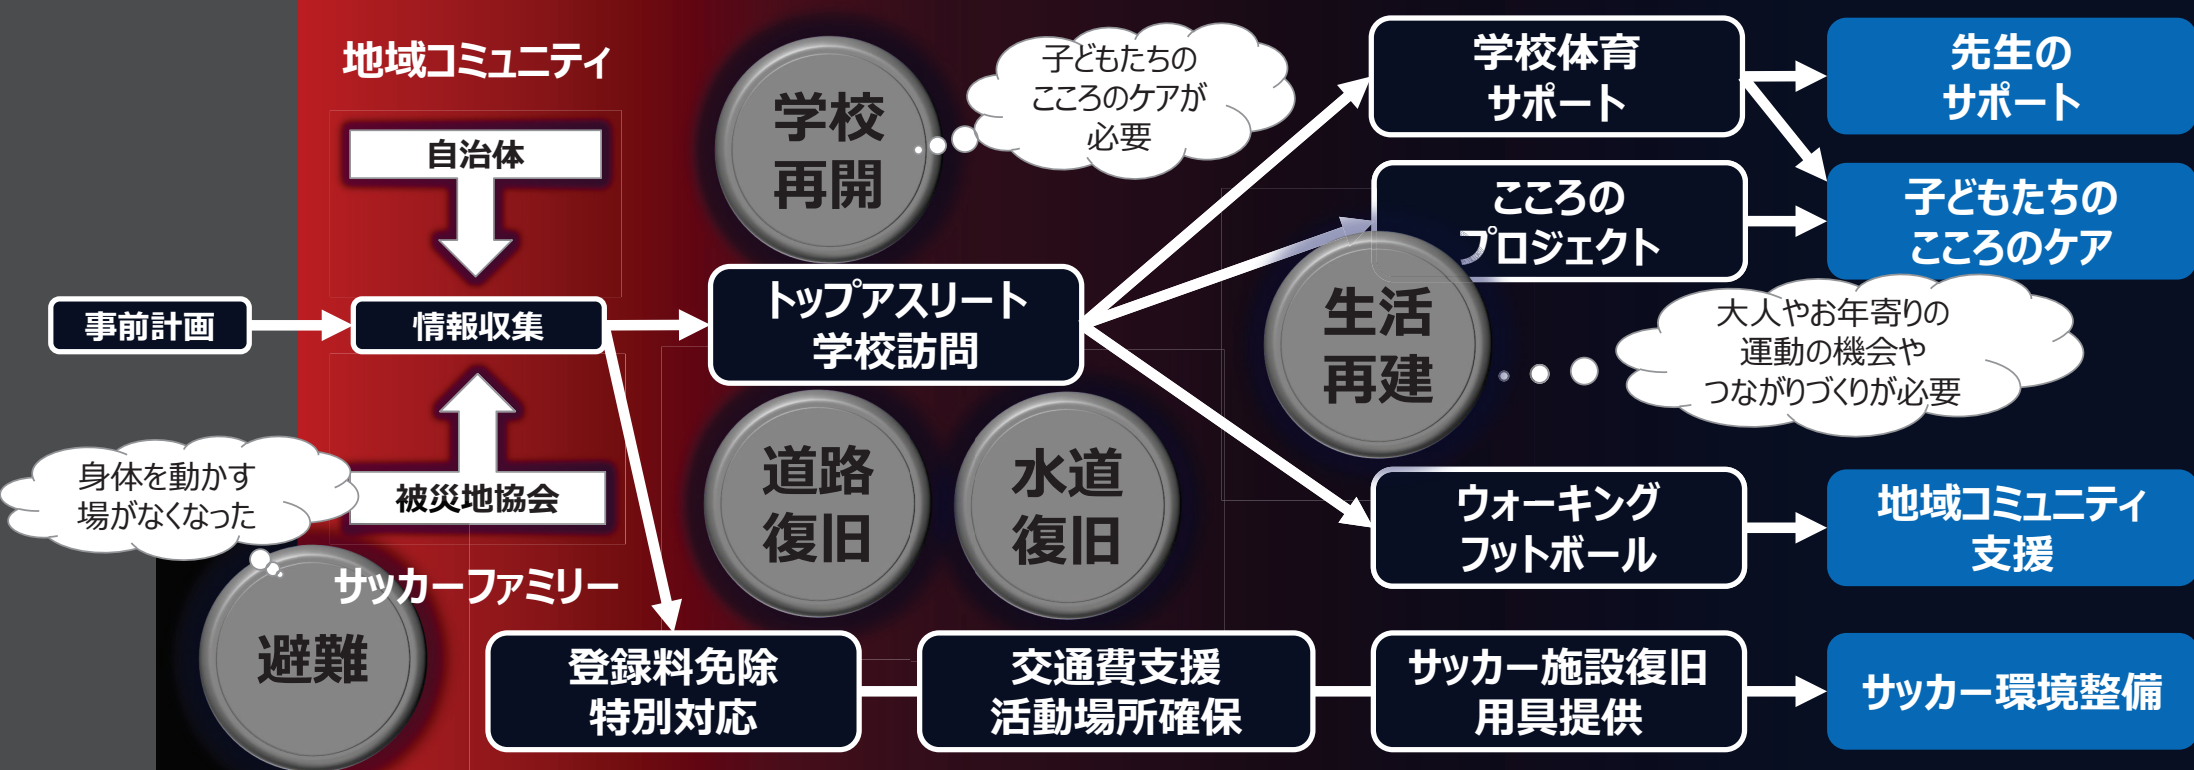 地域コミュニティ
自治体
事前計画
情報収集
被災地協会
サッカーファミリー
身体を動かす
場がなくなった
避難
学校
再開
子どもたちの
こころのケアが
必要
トップアスリート
学校訪問
道路
復旧
水道
復旧
生活
再建
大人やお年寄りの
運動の機会や
つながりづくりが必要
学校体育
サポート
先生の
サポート
こころの
プロジェクト
子どもたちの
こころのケア
ウォーキング
フットボール
地域コミュニティ
支援
登録料免除
特別対応
交通費支援
活動場所確保
サッカー施設復旧
用具提供
サッカー環境整備